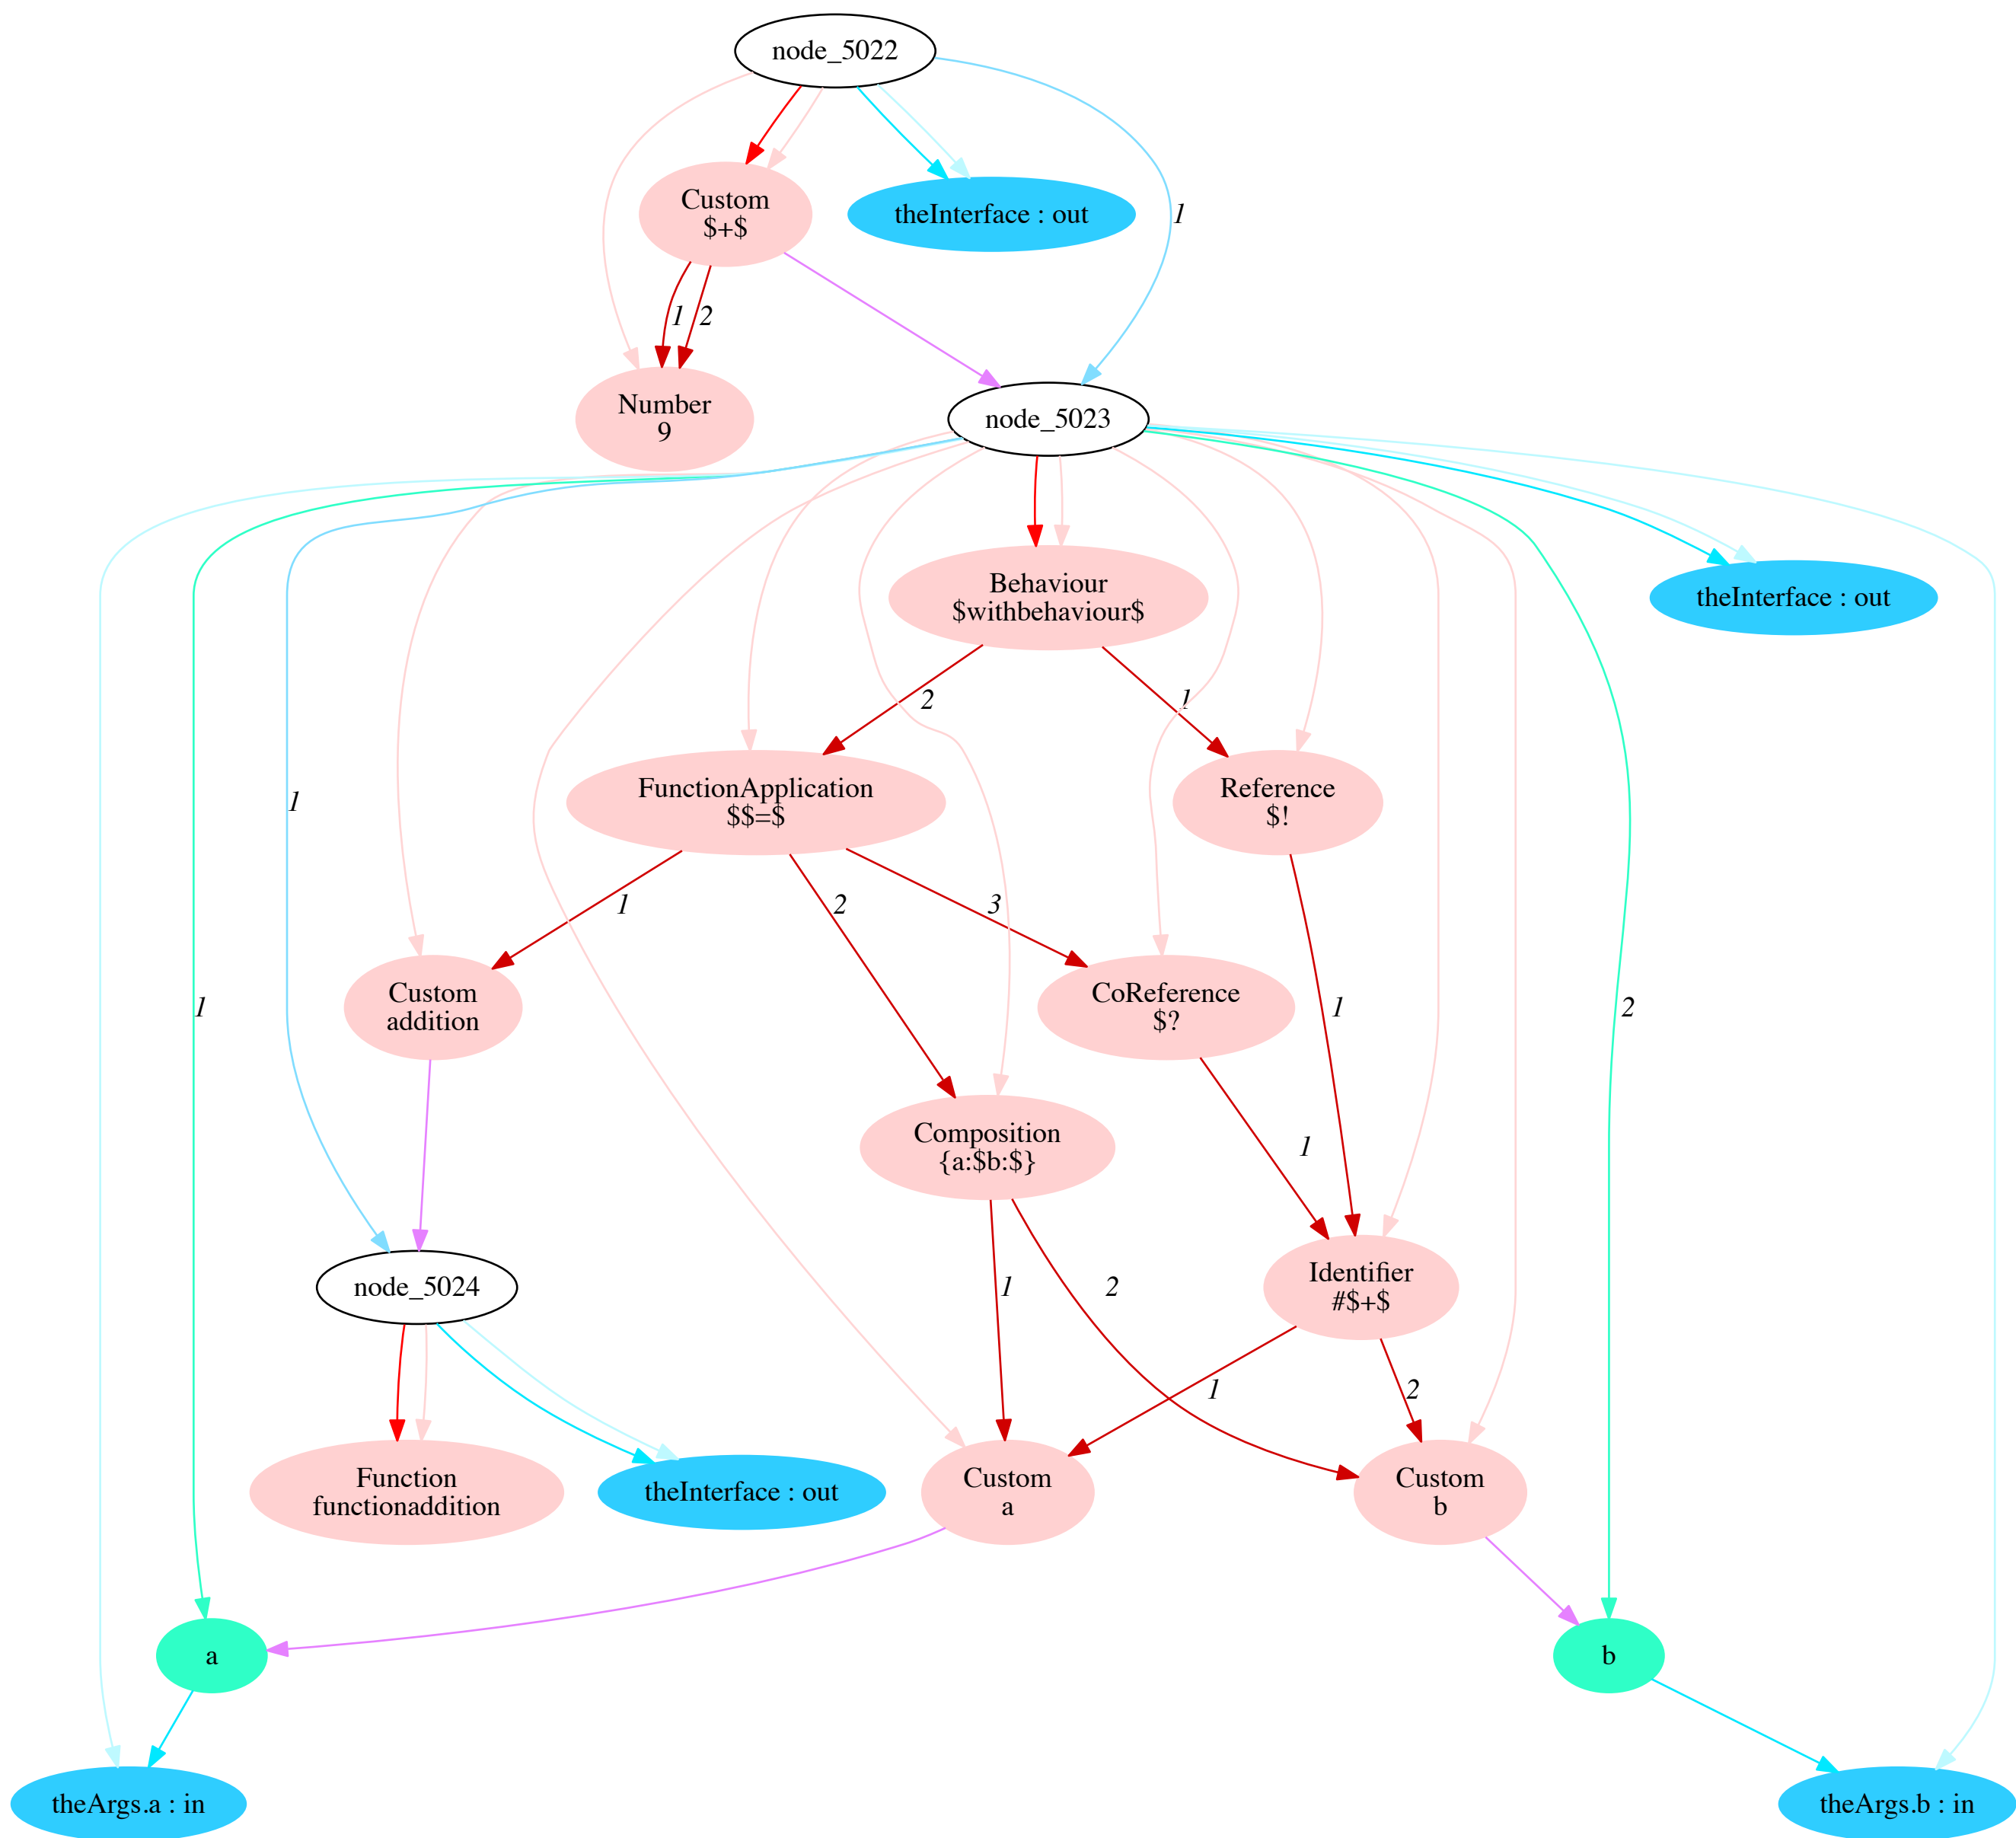 node_5022
Custom
$+$
theInterface : out
1
1
2
Number
9
node_5023
Behaviour
$withbehaviour$
theInterface : out
2
1
FunctionApplication
$$=$
Reference
$!
1
1
2
3
Custom
addition
CoReference
$?
1
1
2
Composition
{a:$b:$}
1
node_5024
Identifier
#$+$
1
2
1
2
Function
functionaddition
theInterface : out
Custom
a
Custom
b
a
b
theArgs.a : in
theArgs.b : in